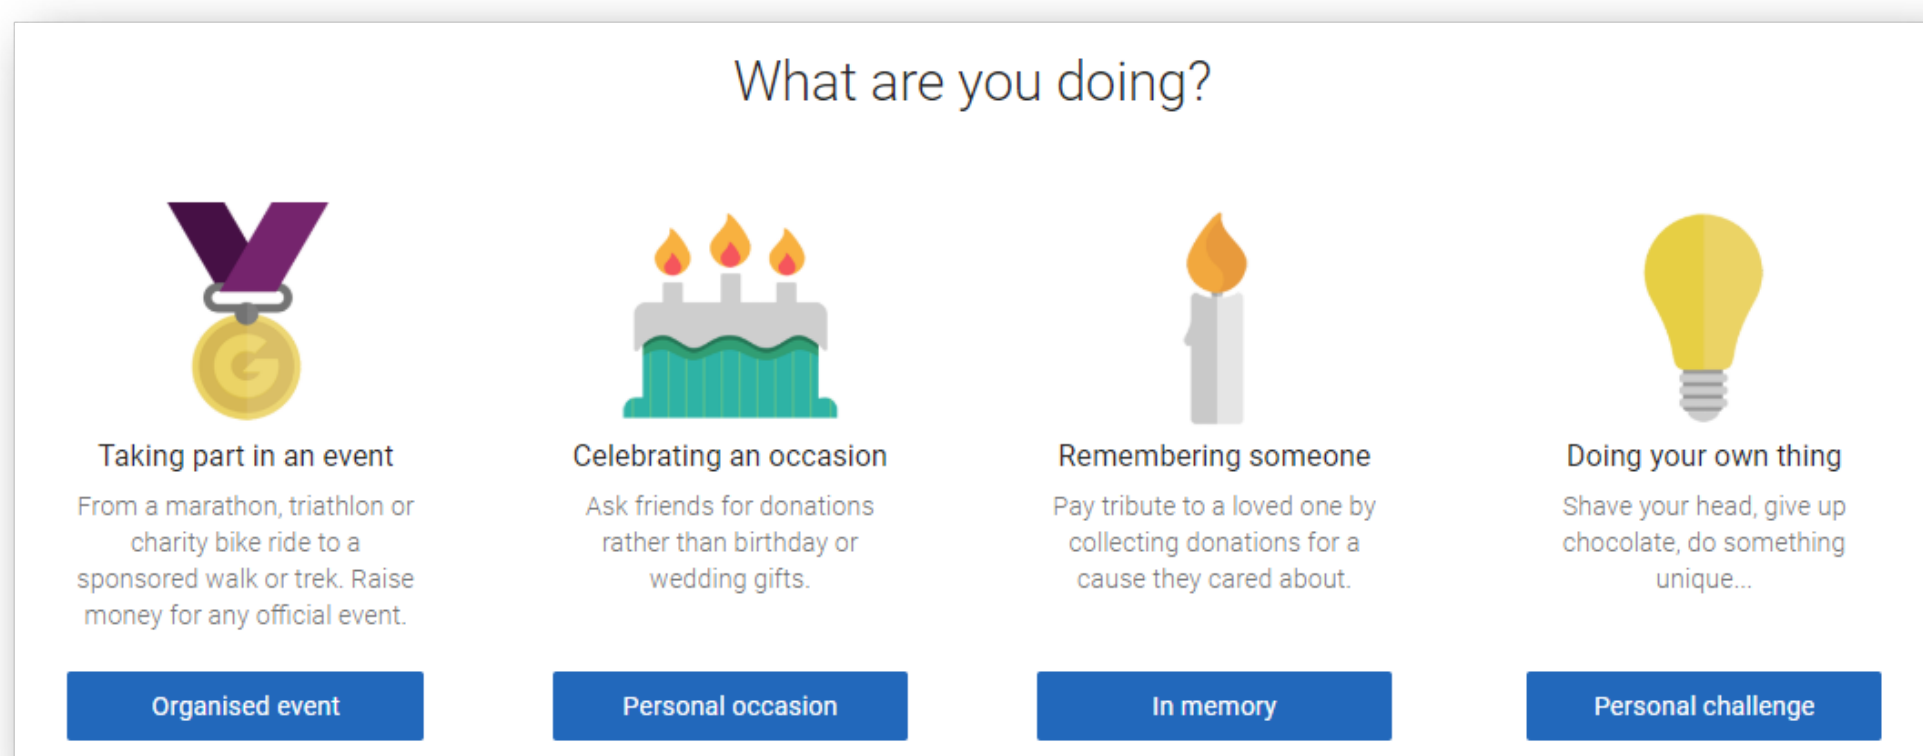 What are you doing?
Taking part in an event
From a marathon, triathlon or
charity bike ride to a
sponsored walk or trek. Raise
money for any official event.
Organised event
Celebrating an occasion
Ask friends for donations
rather than birthday or
wedding gifts.
Personal occasion
Remembering someone
Pay tribute to a loved one by
collecting donations for a
cause they cared about.
In memory
Doing your own thing
Shave your head, give up
chocolate, do something
unique...
Personal challenge